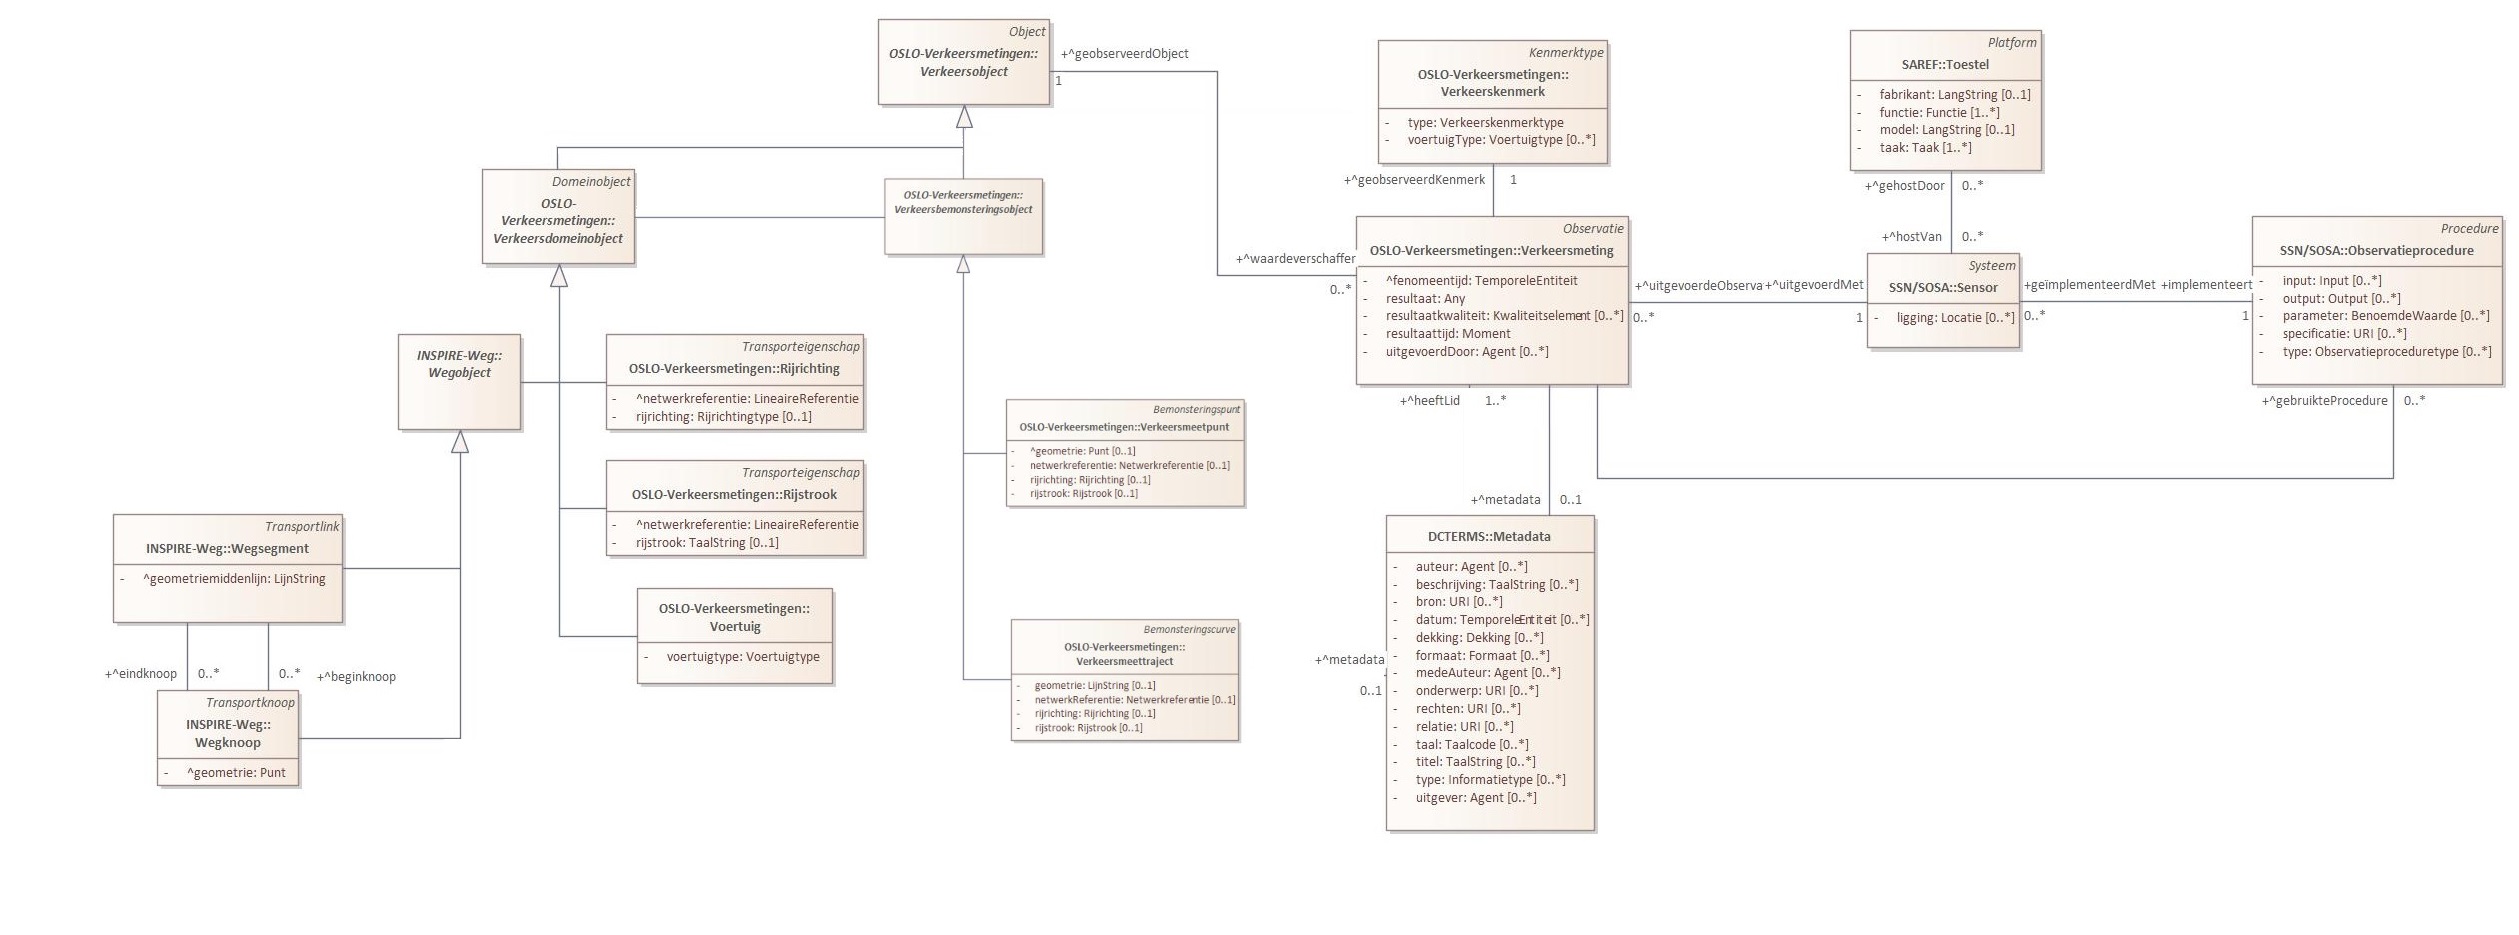 Object
OSLO-Verkeersmetingen::
Verkeersobject
+^geobserveerdObject
1
Kenmerktype
OSLO-Verkeersmetingen::
Verkeerskenmerk
- type: Verkeerskenmerktype
- voertuigType: Voertuigtype [0..*]
+^geobserveerdKenmerk 1
Platform
SAREF::Toestel
- fabrikant: LangString [0..1]
- functie: Functie [1..*]
- model: LangString [0..1]
- taak: Taak [1..*]
+^gehostDoor 0..*
+^hostVan 0..*
Domeinobject
OSLO-
Verkeersmetingen::
Verkeersdomeinobject
OSLO-Verkeersmetingen::
Verkeersbemonsteringsobject
+^waardeverschaffer
0..*
Observatie
OSLO-Verkeersmetingen::Verkeersmeting
- ^fenomeentijd: TemporeleEntiteit
- resultaat: Any
- resultaatkwaliteit: Kwaliteitselement [0..*]
- resultaattijd: Moment
- uitgevoerdDoor: Agent [0..*]
+^uitgevoerdeObserva
+^uitgevoerdMet
0..*
1
Systeem
SSN/SOSA::Sensor
- ligging: Locatie [0..*]
+geïmplementeerdMet
+implementeert
0..*
1
Procedure
SSN/SOSA::Observatieprocedure
- input: Input [0..*]
- output: Output [0..*]
- parameter: BenoemdeWaarde [0..*]
- specificatie: URI [0..*]
- type: Observatieproceduretype [0..*]
+^heeftLid 1..*
+^gebruikteProcedure 0..*
INSPIRE-Weg::
Wegobject
Transporteigenschap
OSLO-Verkeersmetingen::Rijrichting
- ^netwerkreferentie: LineaireReferentie
- rijrichting: Rijrichtingtype [0..1]
Transporteigenschap
OSLO-Verkeersmetingen::Rijstrook
- ^netwerkreferentie: LineaireReferentie
- rijstrook: TaalString [0..1]
OSLO-Verkeersmetingen::
Voertuig
- voertuigtype: Voertuigtype
Bemonsteringspunt
OSLO-Verkeersmetingen::Verkeersmeetpunt
- ^geometrie: Punt [0..1]
- netwerkreferentie: Netwerkreferentie [0..1]
- rijrichting: Rijrichting [0..1]
- rijstrook: Rijstrook [0..1]
Bemonsteringscurve
OSLO-Verkeersmetingen::
Verkeersmeettraject
- geometrie: LijnString [0..1]
- netwerkReferentie: Netwerkreferentie [0..1]
- rijrichting: Rijrichting [0..1]
- rijstrook: Rijstrook [0..1]
Transportlink
INSPIRE-Weg::Wegsegment
- ^geometriemiddenlijn: LijnString
+^eindknoop 0..*
0..* +^beginknoop
Transportknoop
INSPIRE-Weg::
Wegknoop
- ^geometrie: Punt
+^metadata 0..1
+^metadata
0..1
DCTERMS::Metadata
- auteur: Agent [0..*]
- beschrijving: TaalString [0..*]
- bron: URI [0..*]
- datum: TemporeleEntiteit [0..*]
- dekking: Dekking [0..*]
- formaat: Formaat [0..*]
- medeAuteur: Agent [0..*]
- onderwerp: URI [0..*]
- rechten: URI [0..*]
- relatie: URI [0..*]
- taal: Taalcode [0..*]
- titel: TaalString [0..*]
- type: Informatietype [0..*]
- uitgever: Agent [0..*]